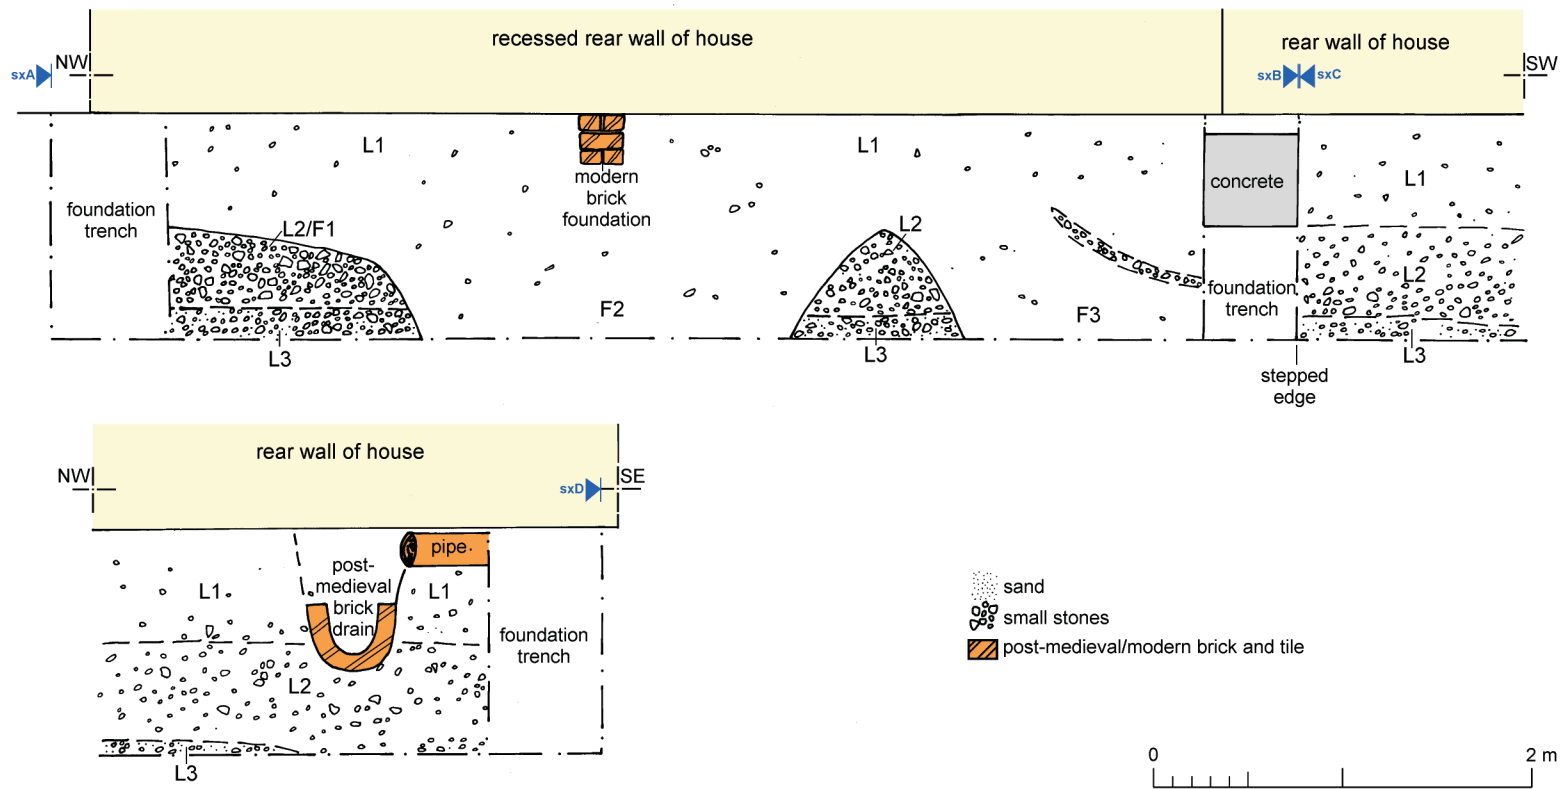 recessed rear wall of house
rear wall of house
sxA
NW
sxB
sxC
SW
L1
L1
L1
modern
brick
foundation
concrete
foundation
trench
L2/F1
L2
L2
F2
F3
foundation
trench
L3
L3
L3
stepped
edge
rear wall of house
NW
sxD
SE
pipe
post-
medieval
brick
drain
L1
L1
foundation
trench
L2
L3
sand
small stones
post-medieval/modern brick and tile
0
2 m